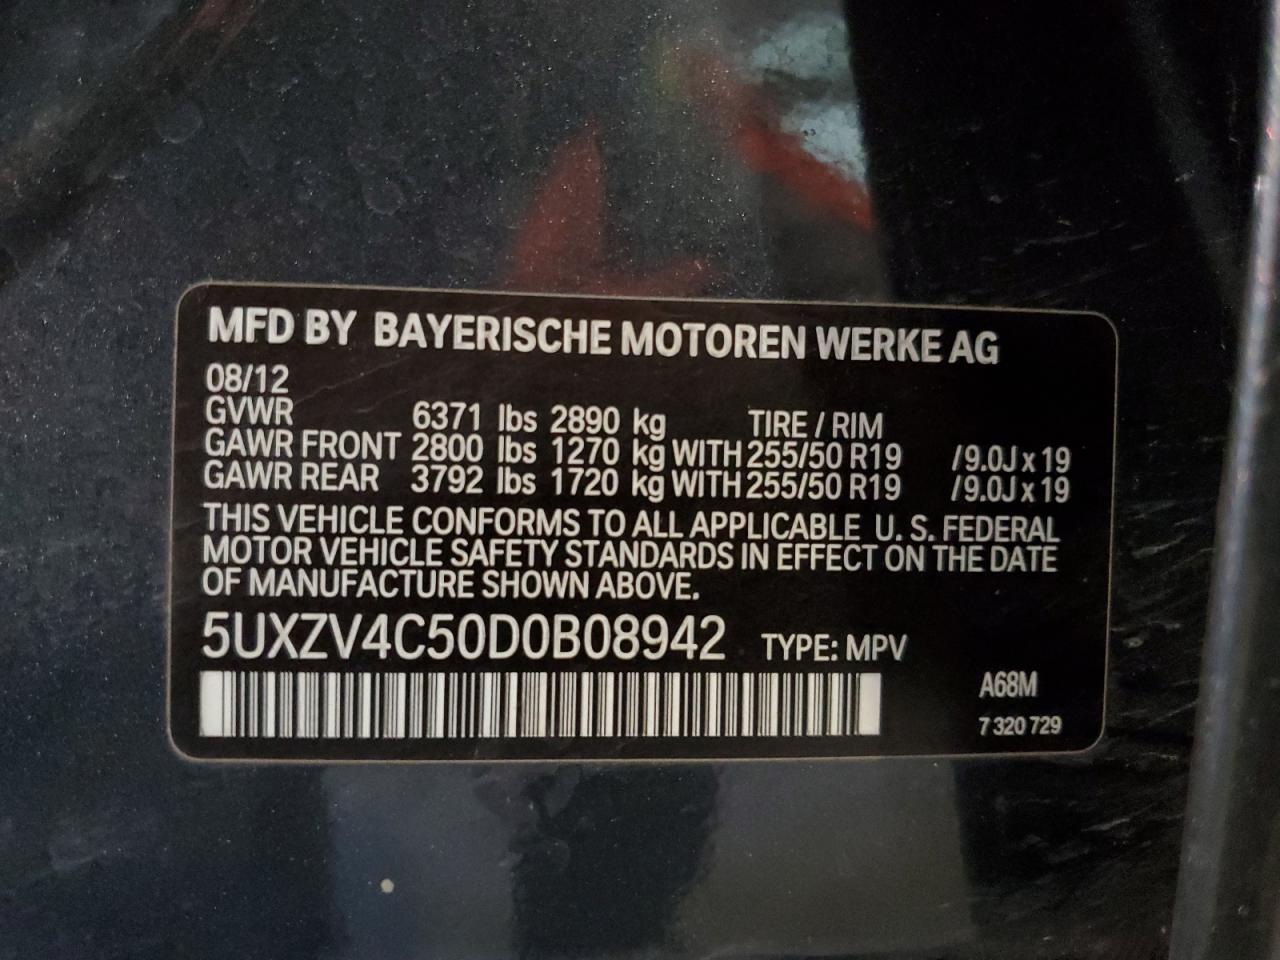 MFD BY BAYERISCHE MOTOREN WERKE AG
08/12
GVWR 6371 lbs 2890 kg TIRE / RIM
GAWR FRONT 2800 lbs 1270 kg WITH 255/50 R19 /9.0J x 19
GAWR REAR 3792 lbs 1720 kg WITH 255/50 R19 /9.0J x 19
THIS VEHICLE CONFORMS TO ALL APPLICABLE U. S. FEDERAL
MOTOR VEHICLE SAFETY STANDARDS IN EFFECT ON THE DATE
OF MANUFACTURE SHOWN ABOVE.
5UXZV4C50D0B08942 TYPE: MPV
A68M
7 320 729